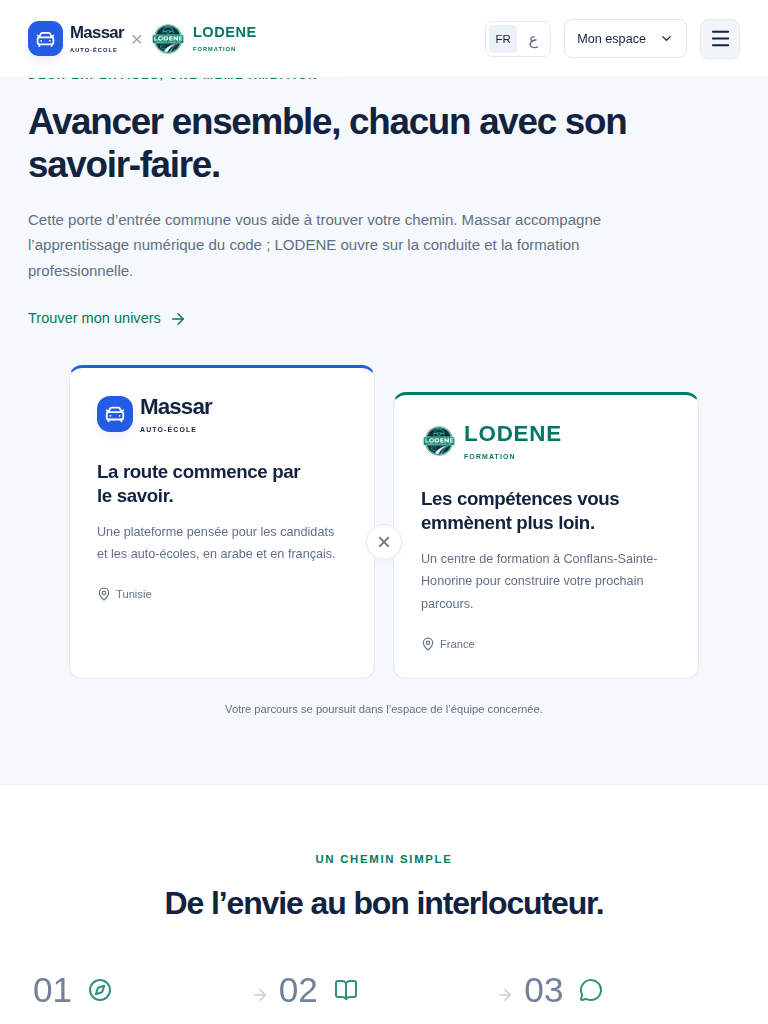 Massar
AUTO-ÉCOLE
LODENE
FORMATION
FR
ع
Mon espace
Avancer ensemble, chacun avec son
savoir-faire.
Cette porte d’entrée commune vous aide à trouver votre chemin. Massar accompagne
l’apprentissage numérique du code ; LODENE ouvre sur la conduite et la formation
professionnelle.
Trouver mon univers
Massar
AUTO-ÉCOLE
La route commence par
le savoir.
Une plateforme pensée pour les candidats
et les auto-écoles, en arabe et en français.
Tunisie
LODENE
LODENE
FORMATION
Les compétences vous
emmènent plus loin.
Un centre de formation à Conflans-Sainte-
Honorine pour construire votre prochain
parcours.
France
Votre parcours se poursuit dans l’espace de l’équipe concernée.
UN CHEMIN SIMPLE
De l’envie au bon interlocuteur.
01
02
03